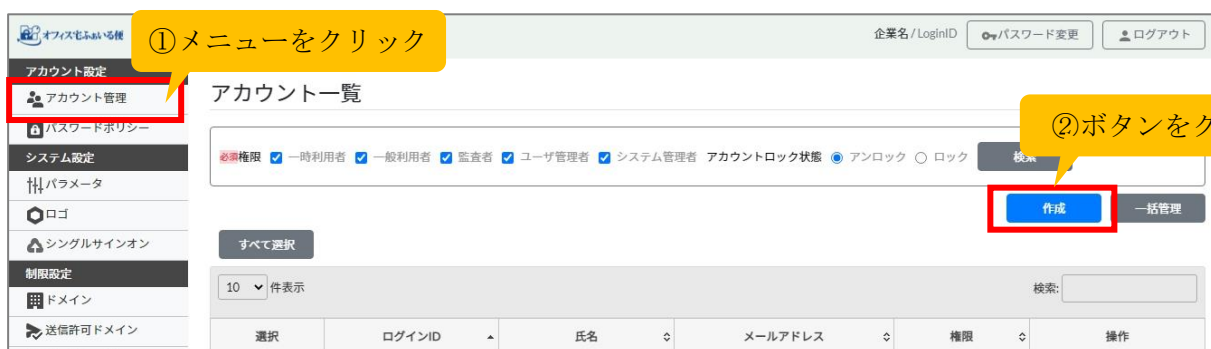 オフィス宅ふぁいる便
①メニューをクリック
企業名/LoginID
パスワード変更
ログアウト
アカウント設定
アカウント管理
パスワードポリシー
システム設定
パラメータ
ロゴ
シングルサインオン
制限設定
ドメイン
送信許可ドメイン
アカウント一覧
②ボタンをク
必須権限 一時利用者 一般利用者 監査者 ユーザ管理者 システム管理者 アカウントロック状態 アンロック ロック 検索
作成 一括管理
すべて選択
10 件表示 検索:
選択 ログインID 氏名 メールアドレス 権限 操作